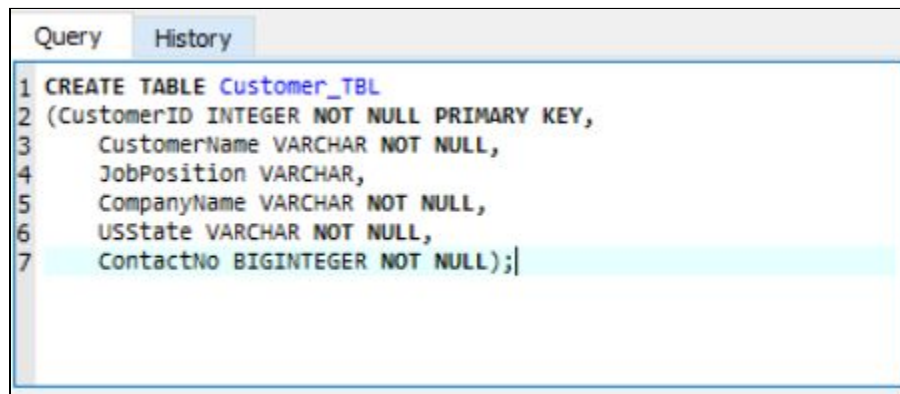 Query History
1 CREATE TABLE Customer_TBL
2 (CustomerID INTEGER NOT NULL PRIMARY KEY,
3 CustomerName VARCHAR NOT NULL,
4 JobPosition VARCHAR,
5 CompanyName VARCHAR NOT NULL,
6 USState VARCHAR NOT NULL,
7 ContactNo BIGINTEGER NOT NULL);